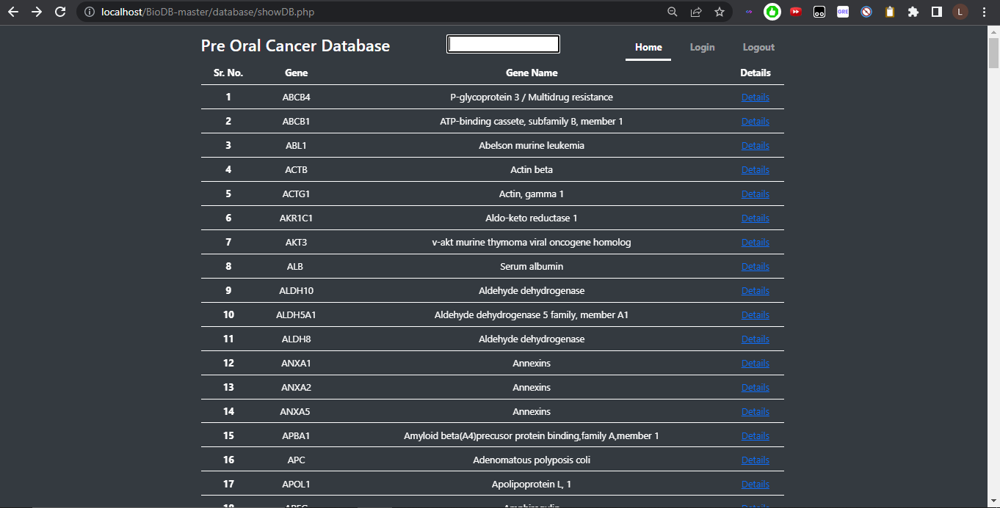 localhost/BioDB-master/database/showDB.php
GRE
L
Pre Oral Cancer Database
Home Login Logout
Sr. No. Gene Gene Name Details
1 ABCB4 P-glycoprotein 3 / Multidrug resistance Details
2 ABCB1 ATP-binding cassete, subfamily B, member 1 Details
3 ABL1 Abelson murine leukemia Details
4 ACTB Actin beta Details
5 ACTG1 Actin, gamma 1 Details
6 AKR1C1 Aldo-keto reductase 1 Details
7 AKT3 v-akt murine thymoma viral oncogene homolog Details
8 ALB Serum albumin Details
9 ALDH10 Aldehyde dehydrogenase Details
10 ALDH5A1 Aldehyde dehydrogenase 5 family, member A1 Details
11 ALDH8 Aldehyde dehydrogenase Details
12 ANXA1 Annexins Details
13 ANXA2 Annexins Details
14 ANXA5 Annexins Details
15 APBA1 Amyloid beta(A4)precusor protein binding,family A,member 1 Details
16 APC Adenomatous polyposis coli Details
17 APOL1 Apolipoprotein L, 1 Details
18